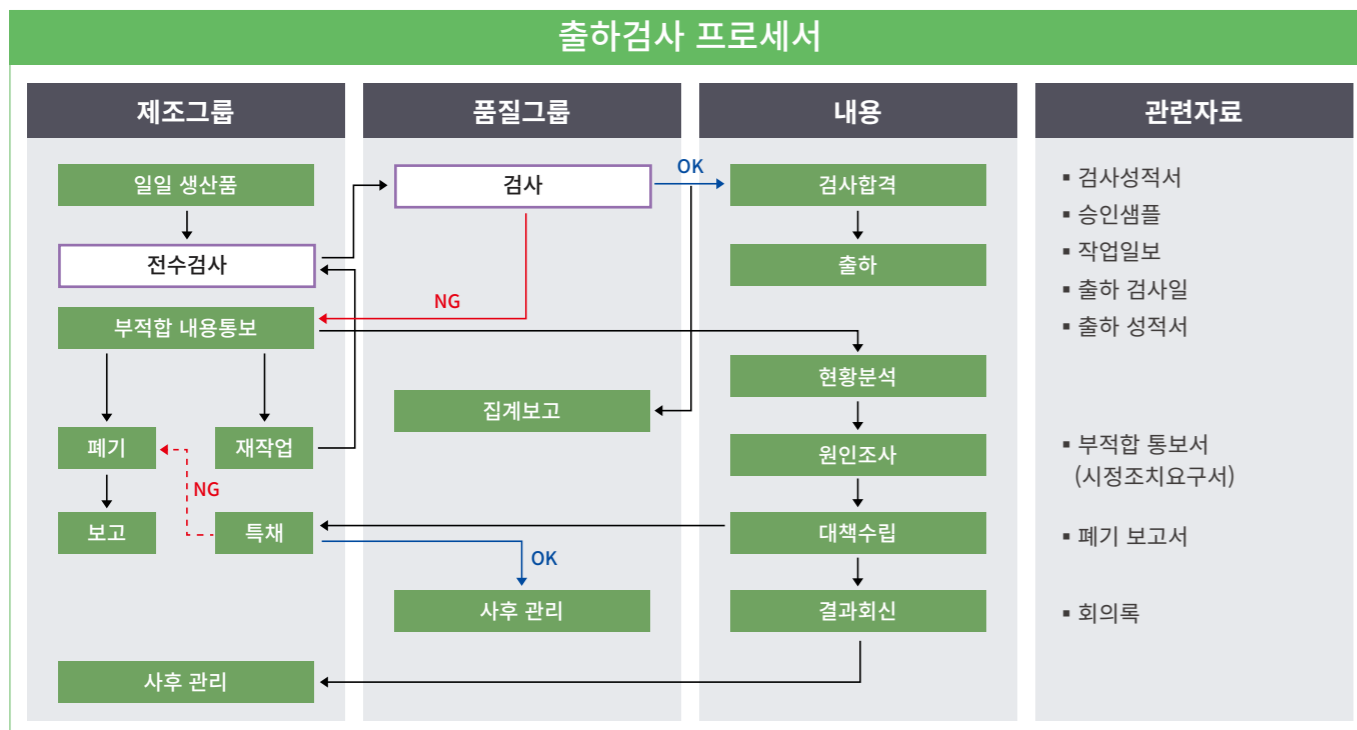 출하검사 프로세서
제조그룹
품질그룹
내용
관련자료
일일 생산품
전수검사
부적합 내용통보
폐기
재작업
NG
보고
특채
사후 관리
검사
OK
NG
집계보고
OK
사후 관리
검사합격
출하
현황분석
원인조사
대책수립
결과회신
▪ 검사성적서
▪ 승인샘플
▪ 작업일보
▪ 출하 검사일
▪ 출하 성적서
▪ 부적합 통보서
(시정조치요구서)
▪ 폐기 보고서
▪ 회의록